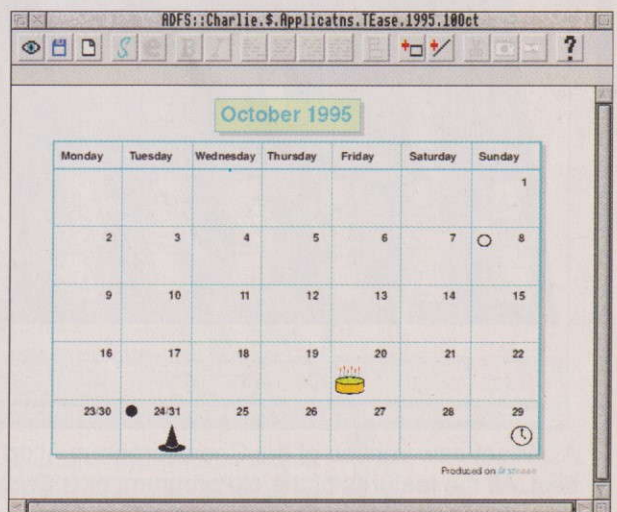 ADFS::Charlie.$.Applicatns.TEase.1995.10Oct
S e B I ?
October 1995
Monday Tuesday Wednesday Thursday Friday Saturday Sunday
1
2 3 4 5 6 7 8
9 10 11 12 13 14 15
16 17 18 19 20 21 22
23/30 24/31 25 26 27 28 29
Produced on